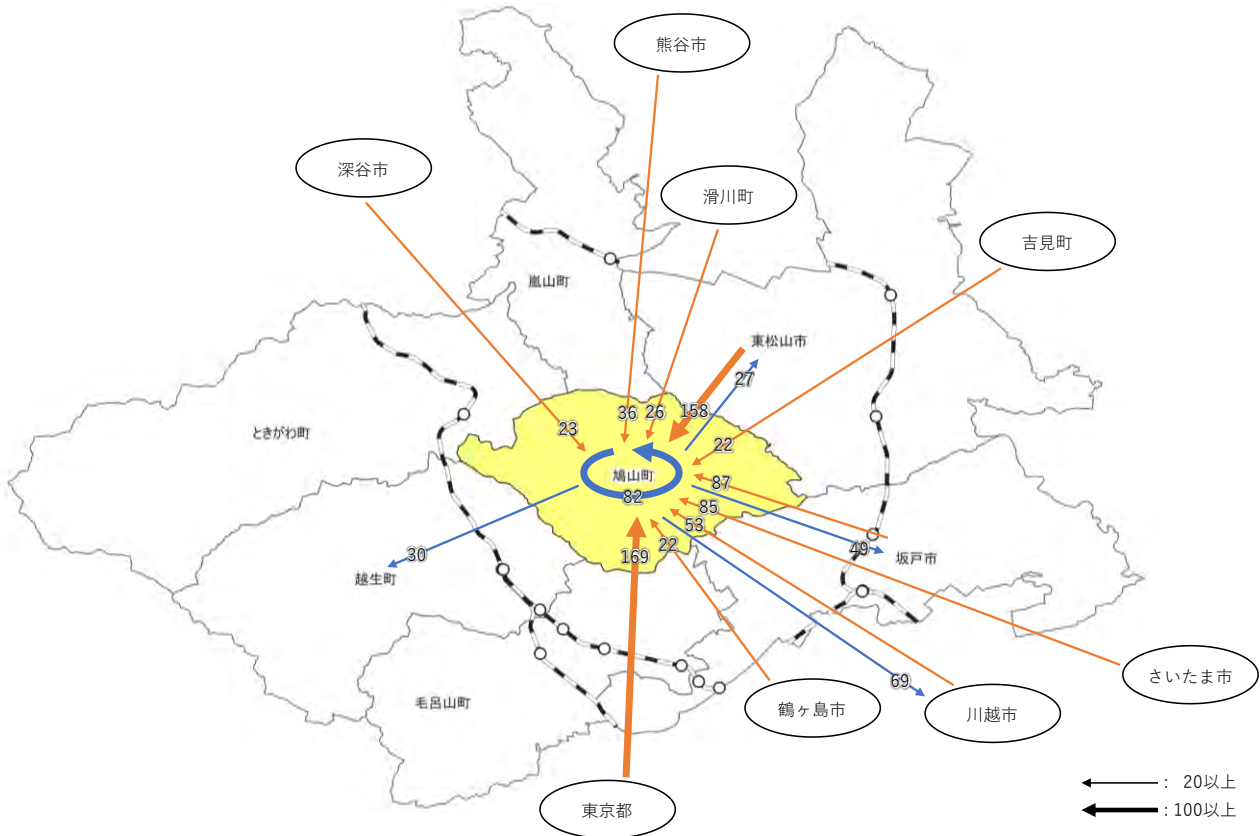 熊谷市
深谷市
滑川町
吉見町
嵐山町
東松山市
27
36
26
158
23
ときがわ町
22
鳩山町
87
82
85
53
22
169
49
坂戸市
30
越生町
さいたま市
69
毛呂山町
鶴ヶ島市
川越市
東京都
: 20以上
: 100以上